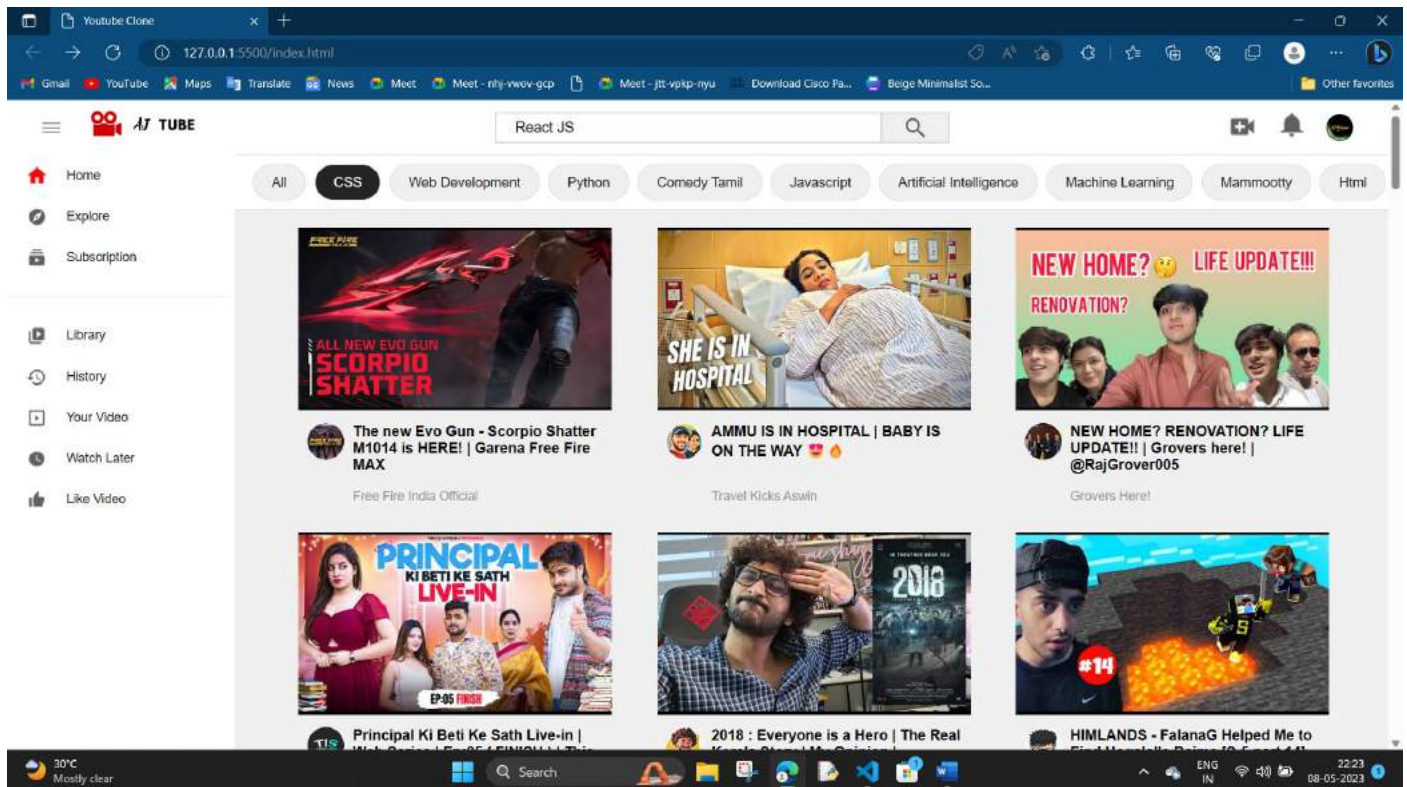 Youtube Clone
127.0.0.1:5500/index.html
Gmail YouTube Maps Translate News Meet Meet - nhj-vwov-gcp Meet - jtt-vpkp-nyu Download Cisco Pa... Beige Minimalist So... Other favorites
AJ TUBE
React JS
Home
Explore
Subscription
Library
History
Your Video
Watch Later
Like Video
All CSS Web Development Python Comedy Tamil Javascript Artificial Intelligence Machine Learning Mammootty Html
FREE FIRE
ALL NEW EVO GUN
SCORPIO
SHATTER
The new Evo Gun - Scorpio Shatter
M1014 is HERE! | Garena Free Fire
MAX
Free Fire India Official
SHE IS IN
HOSPITAL
AMMU IS IN HOSPITAL | BABY IS
ON THE WAY 😍 🔥
Travel Kicks Aswin
NEW HOME? 🤔 LIFE UPDATE!!!
RENOVATION?
NEW HOME? RENOVATION? LIFE
UPDATE!! | Grovers here! |
@RajGrover005
Grovers Here!
PRINCIPAL
KI BETI KE SATH
LIVE-IN
EP:05 FINISH
TIS
Principal Ki Beti Ke Sath Live-in |
2018
2018 : Everyone is a Hero | The Real
#14
S
HIMLANDS - FalanaG Helped Me to
30°C
Mostly clear
Search
ENG
IN
22:23
08-05-2023
1